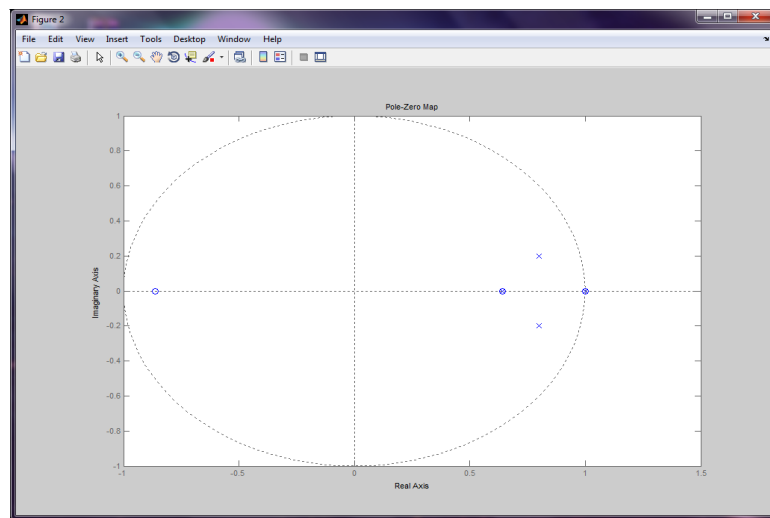 Figure 2
File Edit View Insert Tools Desktop Window Help
Pole-Zero Map
1
0.8
0.6
0.4
0.2
0
-0.2
-0.4
-0.6
-0.8
-1
Imaginary Axis
-1 -0.5 0 0.5 1 1.5
Real Axis